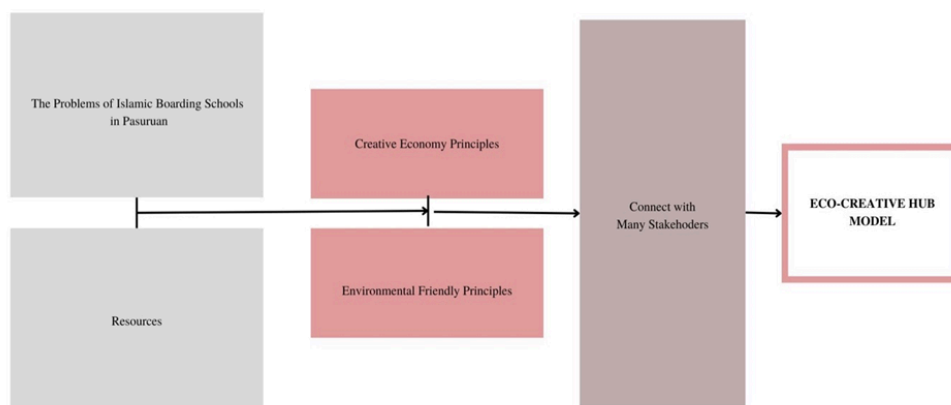 The Problems of Islamic Boarding Schools
in Pasuruan
Resources
Creative Economy Principles
Environmental Friendly Principles
Connect with
Many Stakehoders
ECO-CREATIVE HUB
MODEL